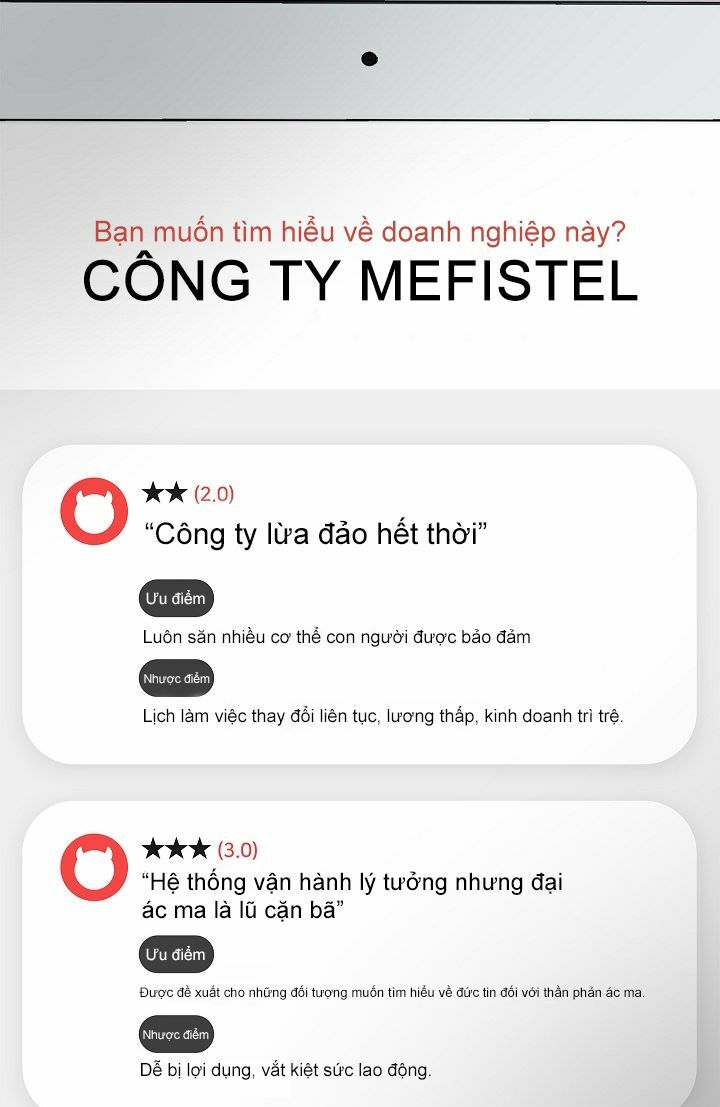 Bạn muốn tìm hiểu về doanh nghiệp này?
CÔNG TY MEFISTEL
★★ (2.0)
“Công ty lừa đảo hết thời”
Ưu điểm
Luôn săn nhiều cơ thể con người được bảo đảm
Nhược điểm
Lịch làm việc thay đổi liên tục, lương thấp, kinh doanh trì trệ.
★★★ (3.0)
“Hệ thống vận hành lý tưởng nhưng đại
ác ma là lũ cặn bã”
Ưu điểm
Được đề xuất cho những đối tượng muốn tìm hiểu về đức tin đối với thần phản ác ma.
Nhược điểm
Dễ bị lợi dụng, vắt kiệt sức lao động.